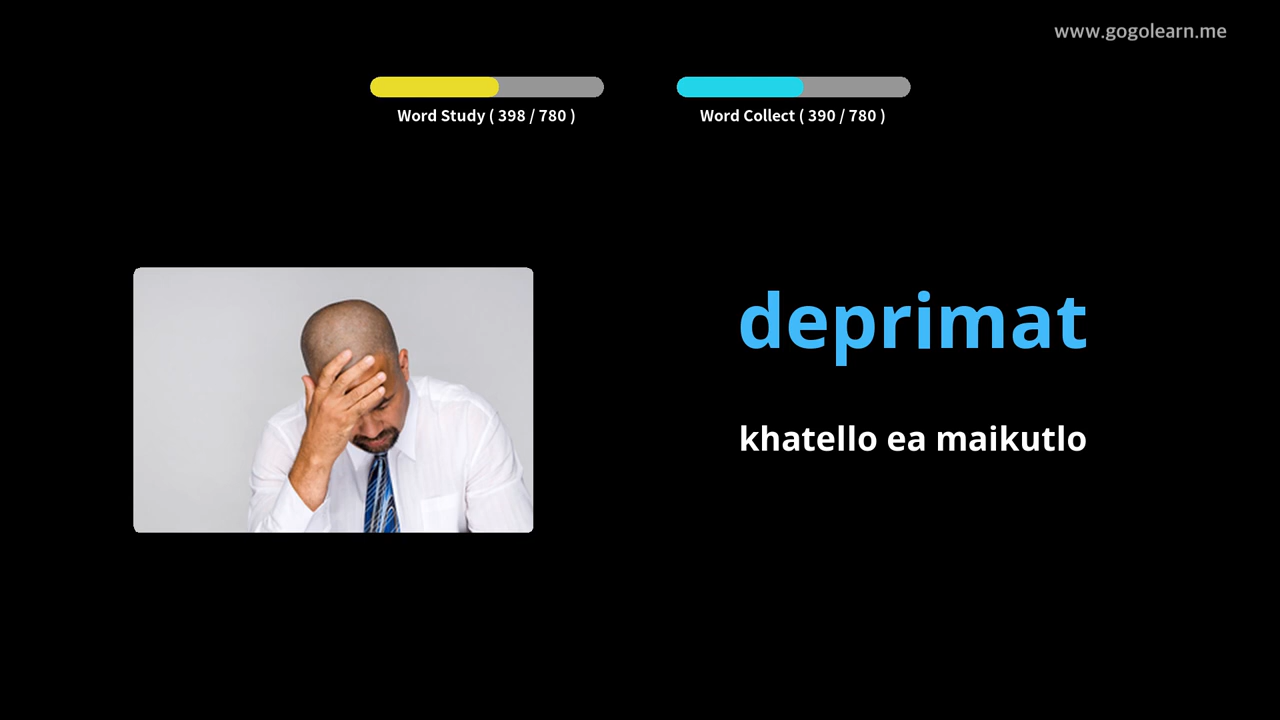 www.gogolearn.me
Word Study ( 398 / 780 )
Word Collect ( 390 / 780 )
deprimat
khatello ea maikutlo